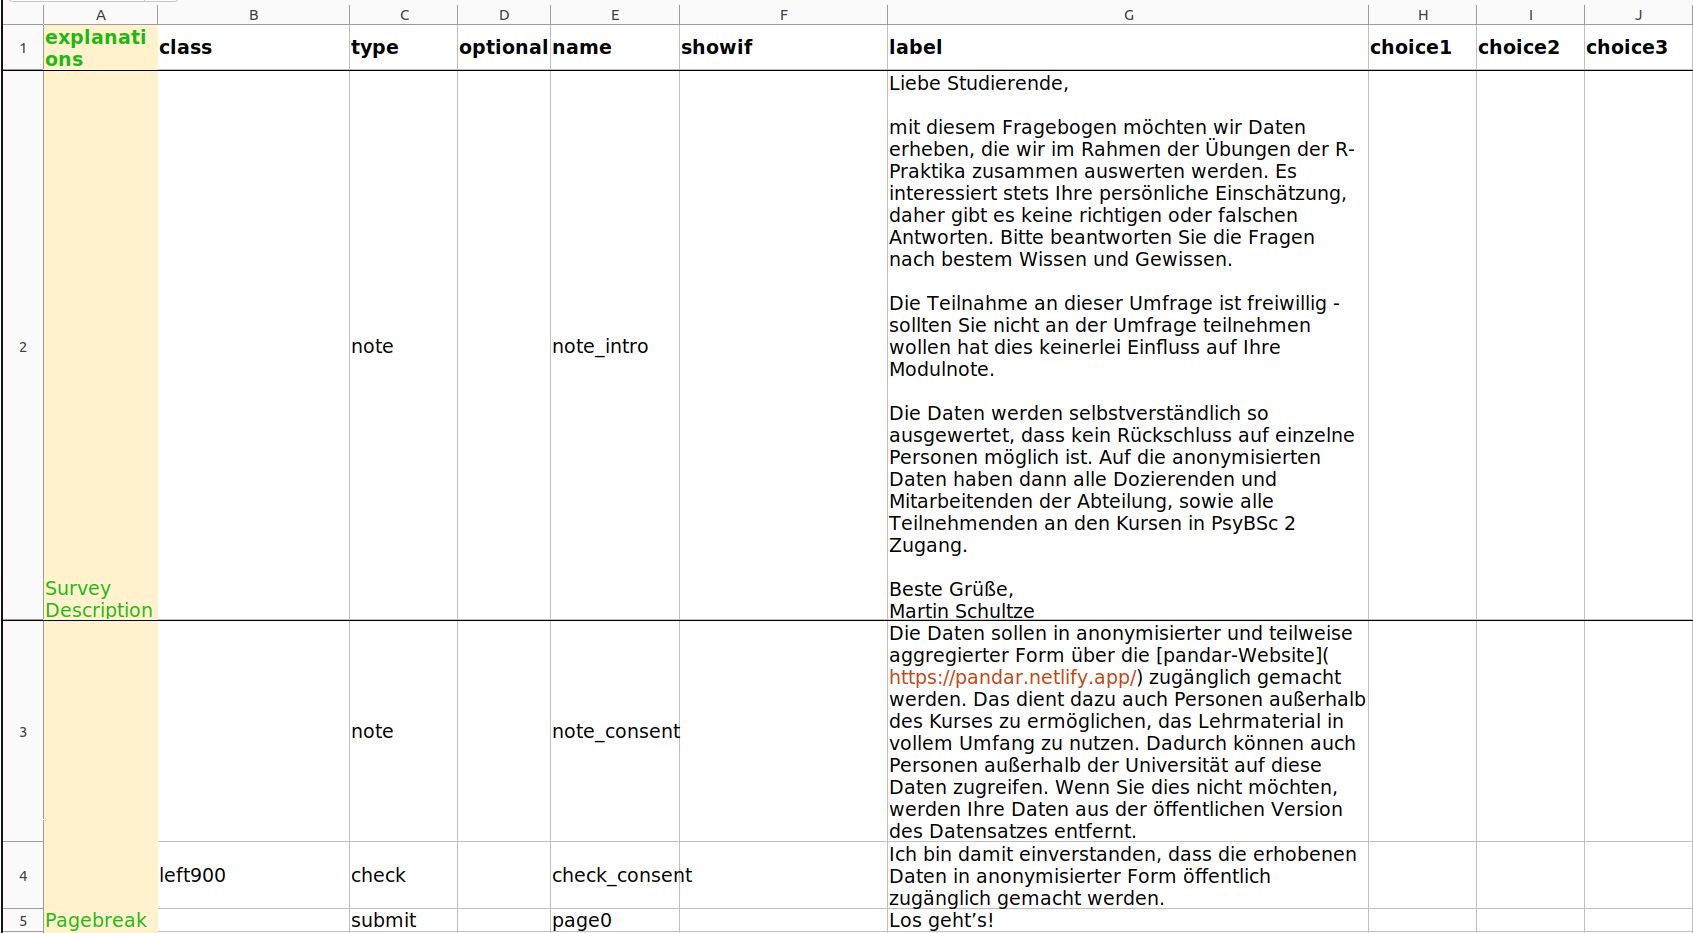 A B C D E F G H I J
1 explanati
ons class type optional name showif label choice1 choice2 choice3
Liebe Studierende,
mit diesem Fragebogen möchten wir Daten
erheben, die wir im Rahmen der Übungen der R-
Praktika zusammen auswerten werden. Es
interessiert stets Ihre persönliche Einschätzung,
daher gibt es keine richtigen oder falschen
Antworten. Bitte beantworten Sie die Fragen
nach bestem Wissen und Gewissen.
Die Teilnahme an dieser Umfrage ist freiwillig -
sollten Sie nicht an der Umfrage teilnehmen
2 note note_intro wollen hat dies keinerlei Einfluss auf Ihre
Modulnote.
Die Daten werden selbstverständlich so
ausgewertet, dass kein Rückschluss auf einzelne
Personen möglich ist. Auf die anonymisierten
Daten haben dann alle Dozierenden und
Mitarbeitenden der Abteilung, sowie alle
Teilnehmenden an den Kursen in PsyBSc 2
Zugang.
Survey Beste Grüße,
Description Martin Schultze
Die Daten sollen in anonymisierter und teilweise
aggregierter Form über die [pandar-Website](
https://pandar.netlify.app/) zugänglich gemacht
werden. Das dient dazu auch Personen außerhalb
des Kurses zu ermöglichen, das Lehrmaterial in
3 note note_consent vollem Umfang zu nutzen. Dadurch können auch
Personen außerhalb der Universität auf diese
Daten zugreifen. Wenn Sie dies nicht möchten,
werden Ihre Daten aus der öffentlichen Version
des Datensatzes entfernt.
Ich bin damit einverstanden, dass die erhobenen
4 left900 check check_consent Daten in anonymisierter Form öffentlich
zugänglich gemacht werden.
5 Pagebreak submit page0 Los geht’s!